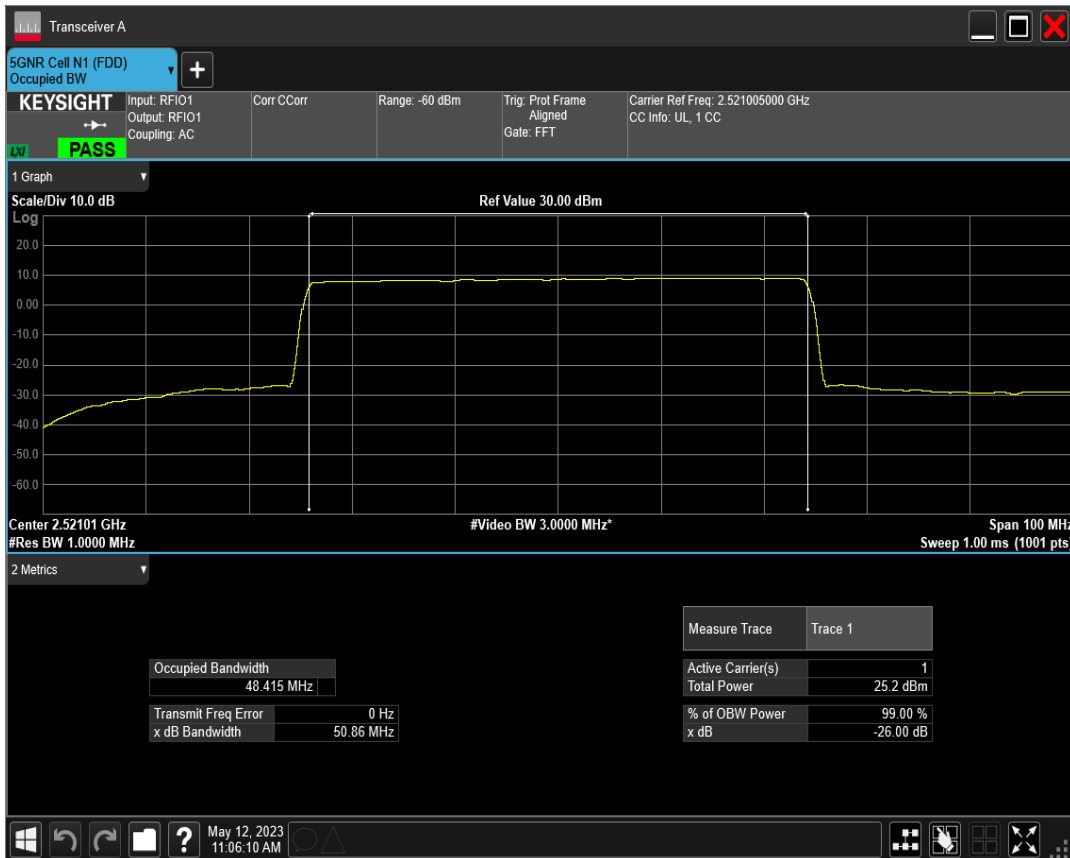 Transceiver A
5GNR Cell N1 (FDD)
Occupied BW
+
KEYSIGHT
LXI
PASS
Input: RFIO1
Output: RFIO1
Coupling: AC
Corr CCorr
Range: -60 dBm
Trig: Prot Frame
Aligned
Gate: FFT
Carrier Ref Freq: 2.521005000 GHz
CC Info: UL, 1 CC
1 Graph
Scale/Div 10.0 dB
Ref Value 30.00 dBm
Log
20.0
10.0
0.00
-10.0
-20.0
-30.0
-40.0
-50.0
-60.0
Center 2.52101 GHz
#Video BW 3.0000 MHz*
Span 100 MHz
#Res BW 1.0000 MHz
Sweep 1.00 ms (1001 pts)
2 Metrics
Measure Trace Trace 1
Occupied Bandwidth
48.415 MHz
Active Carrier(s) 1
Total Power 25.2 dBm
Transmit Freq Error 0 Hz
x dB Bandwidth 50.86 MHz
% of OBW Power 99.00 %
x dB -26.00 dB
?
May 12, 2023
11:06:10 AM